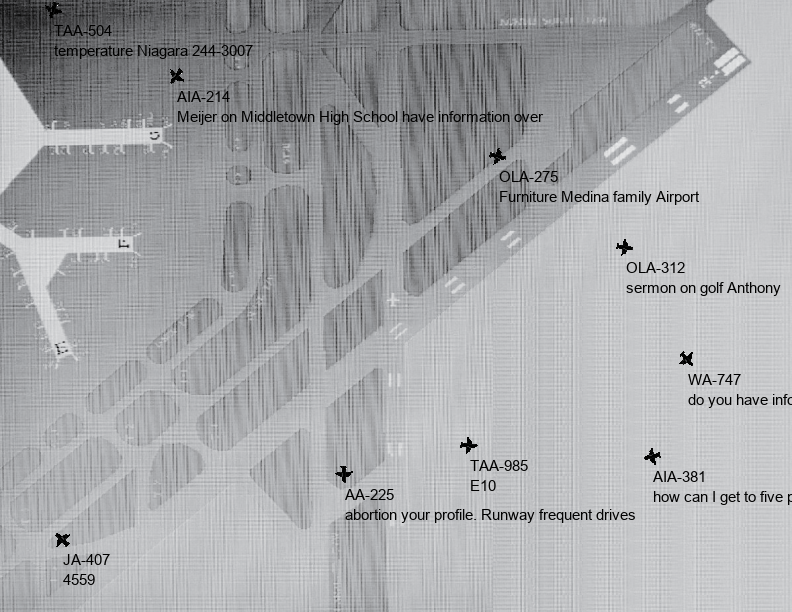 TAA-504
temperature Niagara 244-3007
AIA-214
Meijer on Middletown High School have information over
OLA-275
Furniture Medina family Airport
OLA-312
sermon on golf Anthony
WA-747
do you have info
AIA-381
how can I get to five p
TAA-985
E10
AA-225
abortion your profile. Runway frequent drives
JA-407
4559